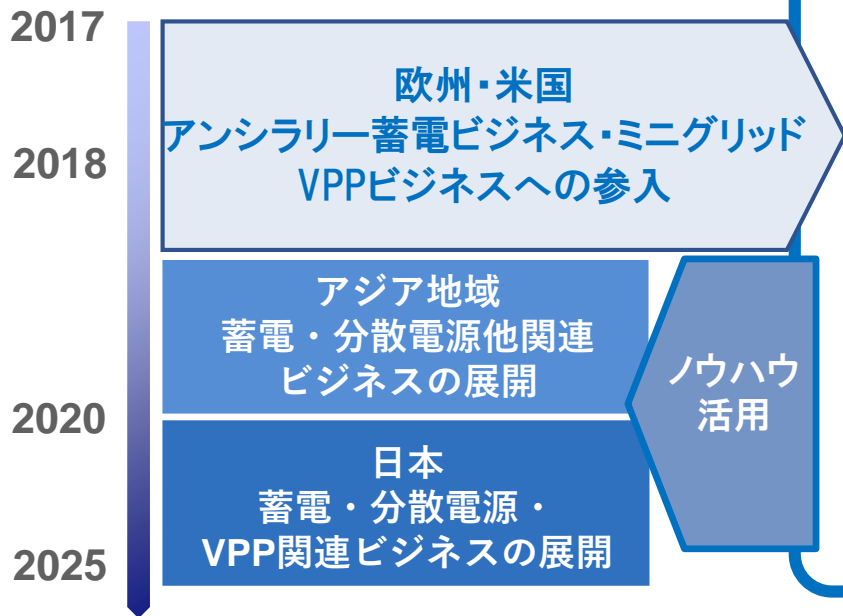 2017
2018
2020
2025
欧州・米国
アンシラリー蓄電ビジネス・ミニグリッド
VPPビジネスへの参入
アジア地域
蓄電・分散電源他関連
ビジネスの展開
日本
蓄電・分散電源・
VPP関連ビジネスの展開
ノウハウ
活用